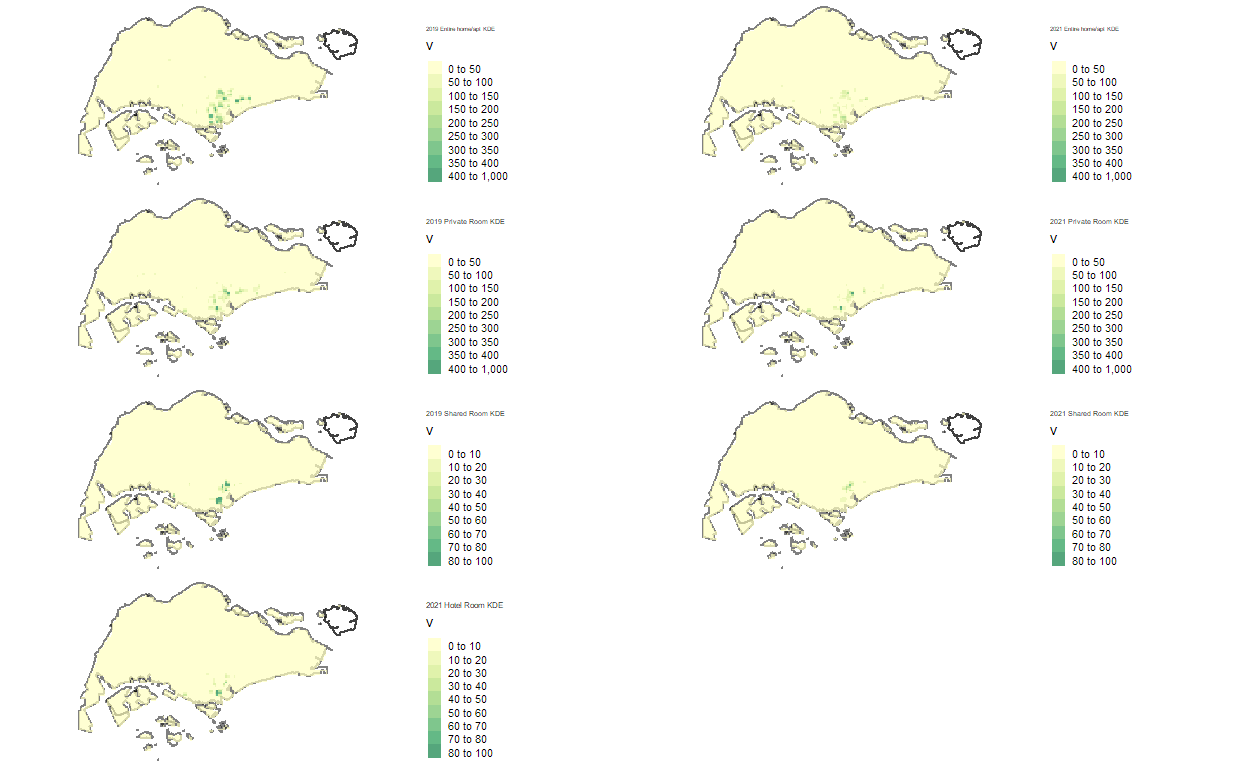 2019 Entire home/apt KDE
V
0 to 50
50 to 100
100 to 150
150 to 200
200 to 250
250 to 300
300 to 350
350 to 400
400 to 1,000
2021 Entire home/apt KDE
V
0 to 50
50 to 100
100 to 150
150 to 200
200 to 250
250 to 300
300 to 350
350 to 400
400 to 1,000
2019 Private Room KDE
V
0 to 50
50 to 100
100 to 150
150 to 200
200 to 250
250 to 300
300 to 350
350 to 400
400 to 1,000
2021 Private Room KDE
V
0 to 50
50 to 100
100 to 150
150 to 200
200 to 250
250 to 300
300 to 350
350 to 400
400 to 1,000
2019 Shared Room KDE
V
0 to 10
10 to 20
20 to 30
30 to 40
40 to 50
50 to 60
60 to 70
70 to 80
80 to 100
2021 Shared Room KDE
V
0 to 10
10 to 20
20 to 30
30 to 40
40 to 50
50 to 60
60 to 70
70 to 80
80 to 100
2021 Hotel Room KDE
V
0 to 10
10 to 20
20 to 30
30 to 40
40 to 50
50 to 60
60 to 70
70 to 80
80 to 100